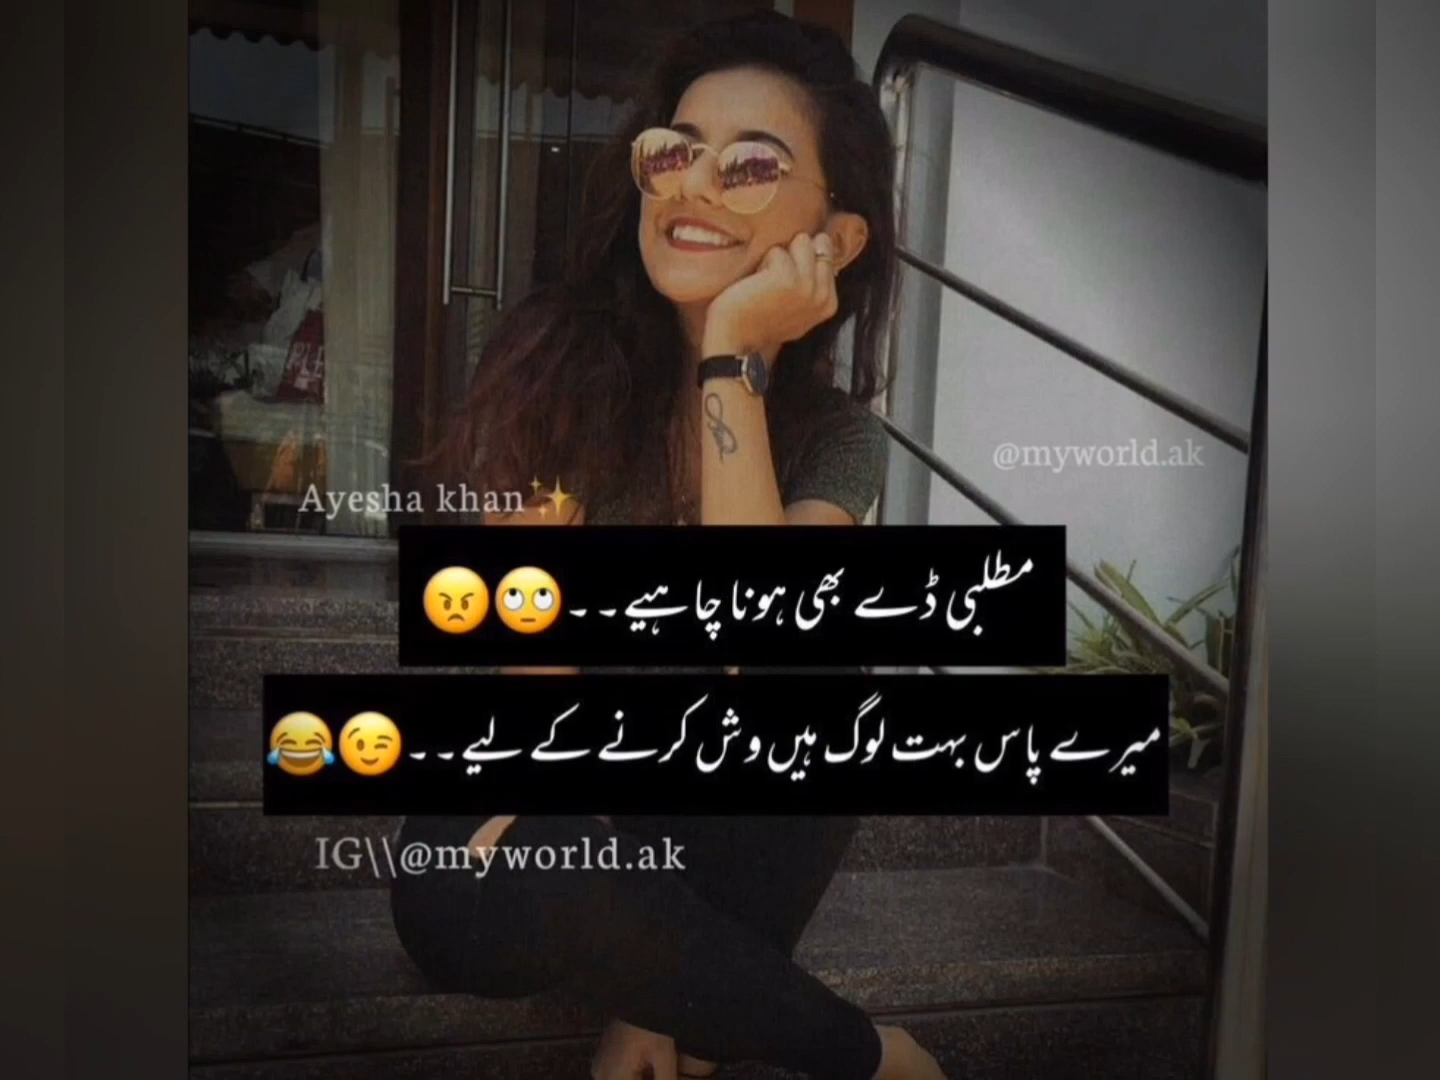 @myworld.ak
Ayesha khan✨
مطلبی ڈے بھی ہونا چاہیے۔۔🙄😠
میرے پاس بہت لوگ ہیں وش کرنے کے لیے۔۔😉😂
IG\\@myworld.ak